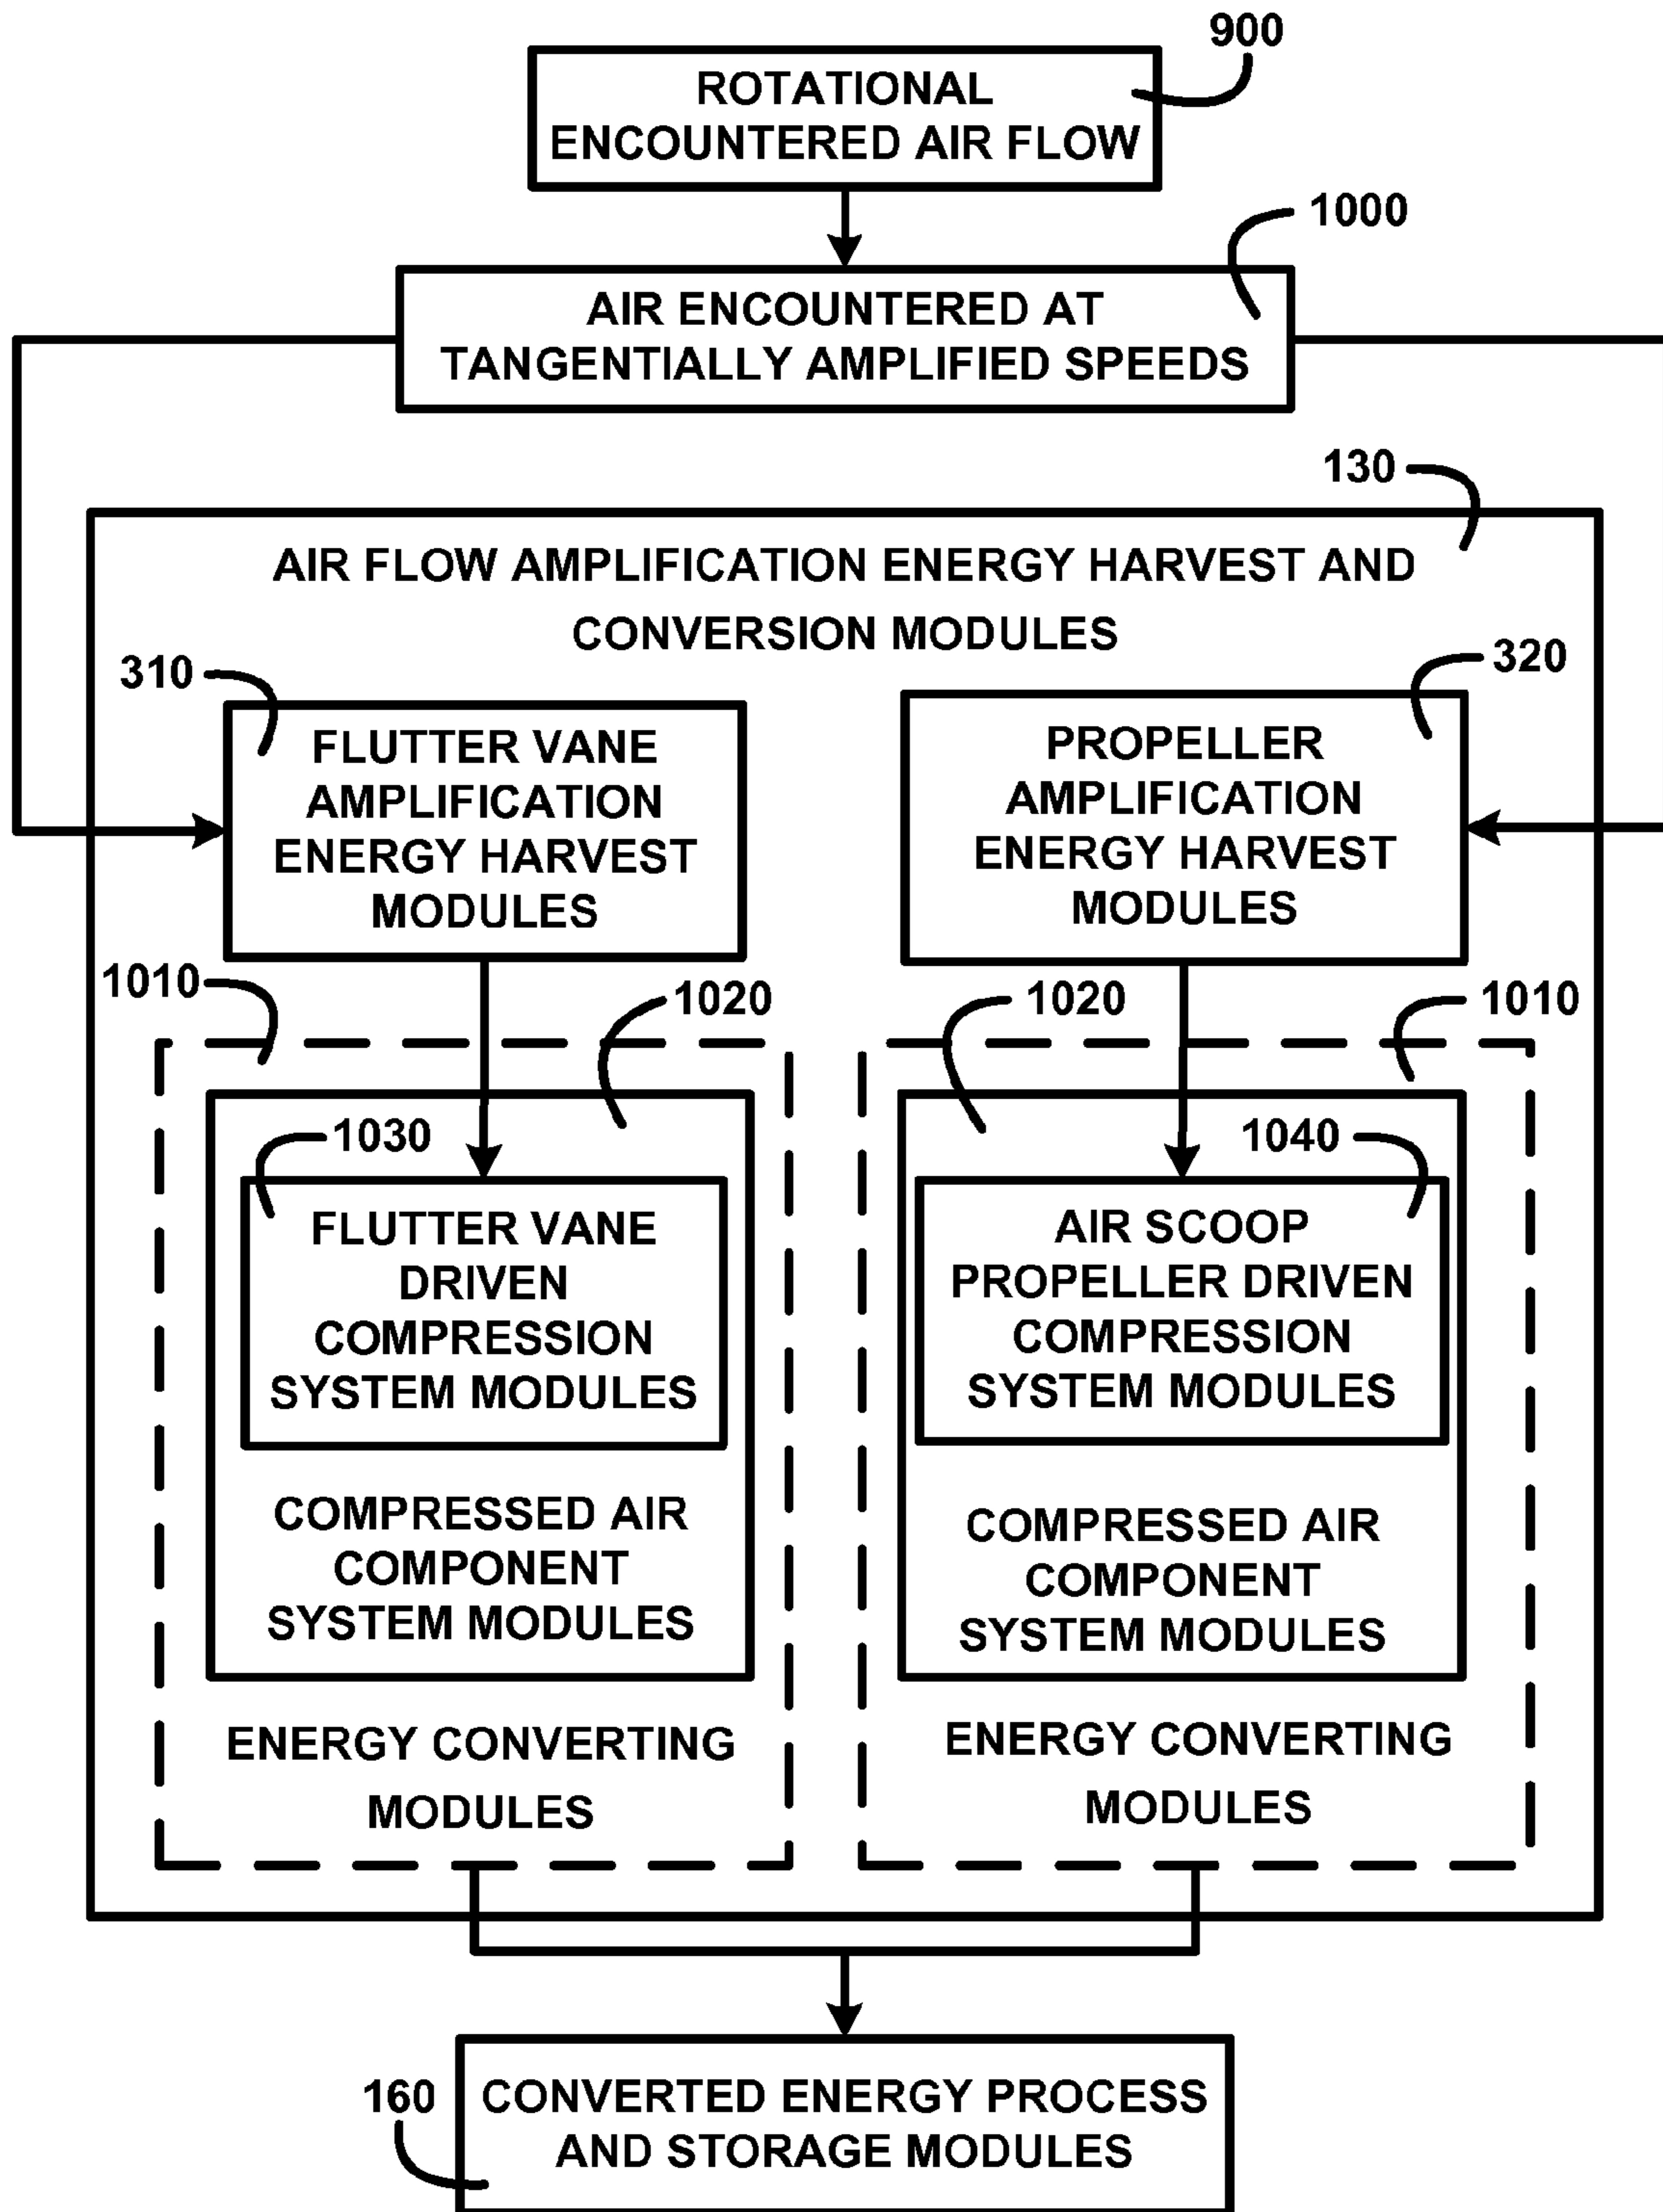 900
ROTATIONAL
ENCOUNTERED AIR FLOW
1000
AIR ENCOUNTERED AT
TANGENTIALLY AMPLIFIED SPEEDS
130
AIR FLOW AMPLIFICATION ENERGY HARVEST AND
CONVERSION MODULES
310
FLUTTER VANE
AMPLIFICATION
ENERGY HARVEST
MODULES
320
PROPELLER
AMPLIFICATION
ENERGY HARVEST
MODULES
1010
1020
1030
FLUTTER VANE
DRIVEN
COMPRESSION
SYSTEM MODULES
COMPRESSED AIR
COMPONENT
SYSTEM MODULES
ENERGY CONVERTING
MODULES
1020
1010
1040
AIR SCOOP
PROPELLER DRIVEN
COMPRESSION
SYSTEM MODULES
COMPRESSED AIR
COMPONENT
SYSTEM MODULES
ENERGY CONVERTING
MODULES
160
CONVERTED ENERGY PROCESS
AND STORAGE MODULES